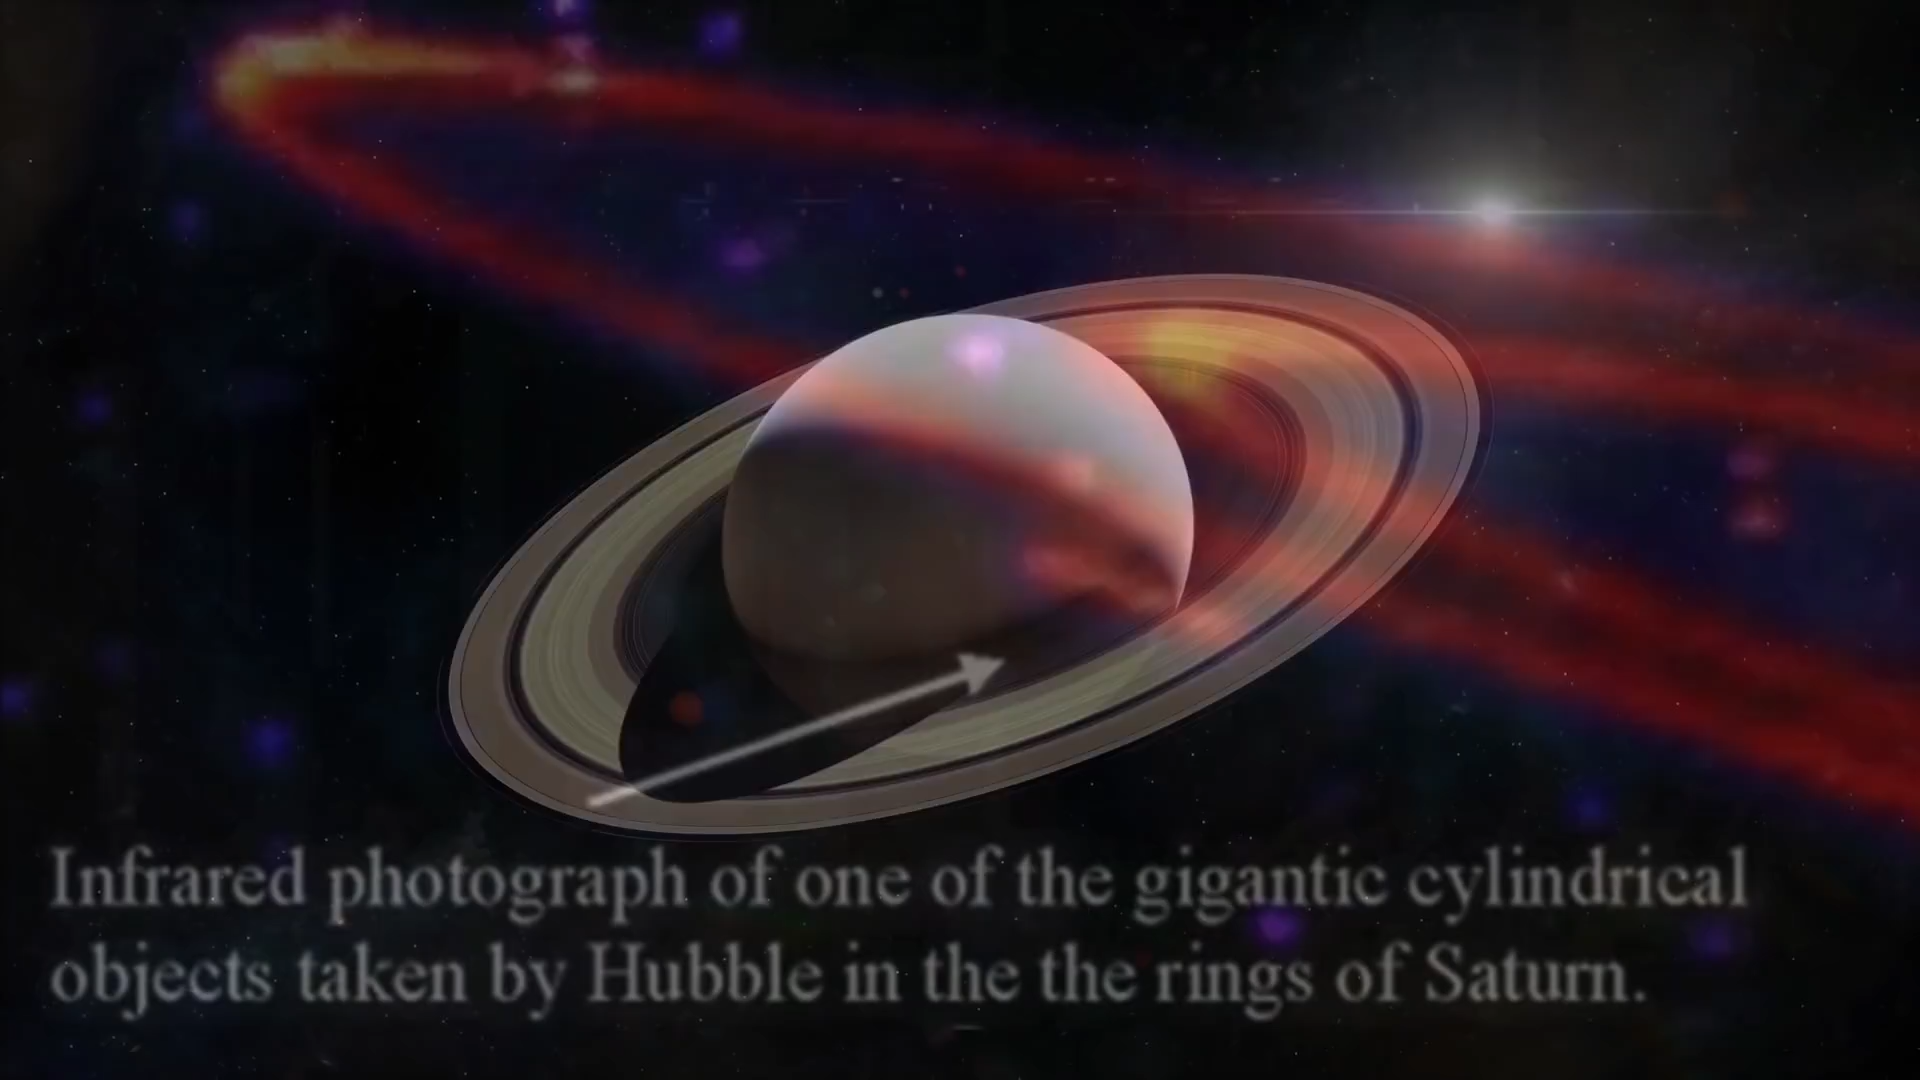 Infrared photograph of one of the gigantic cylindrical
objects taken by Hubble in the the rings of Saturn.